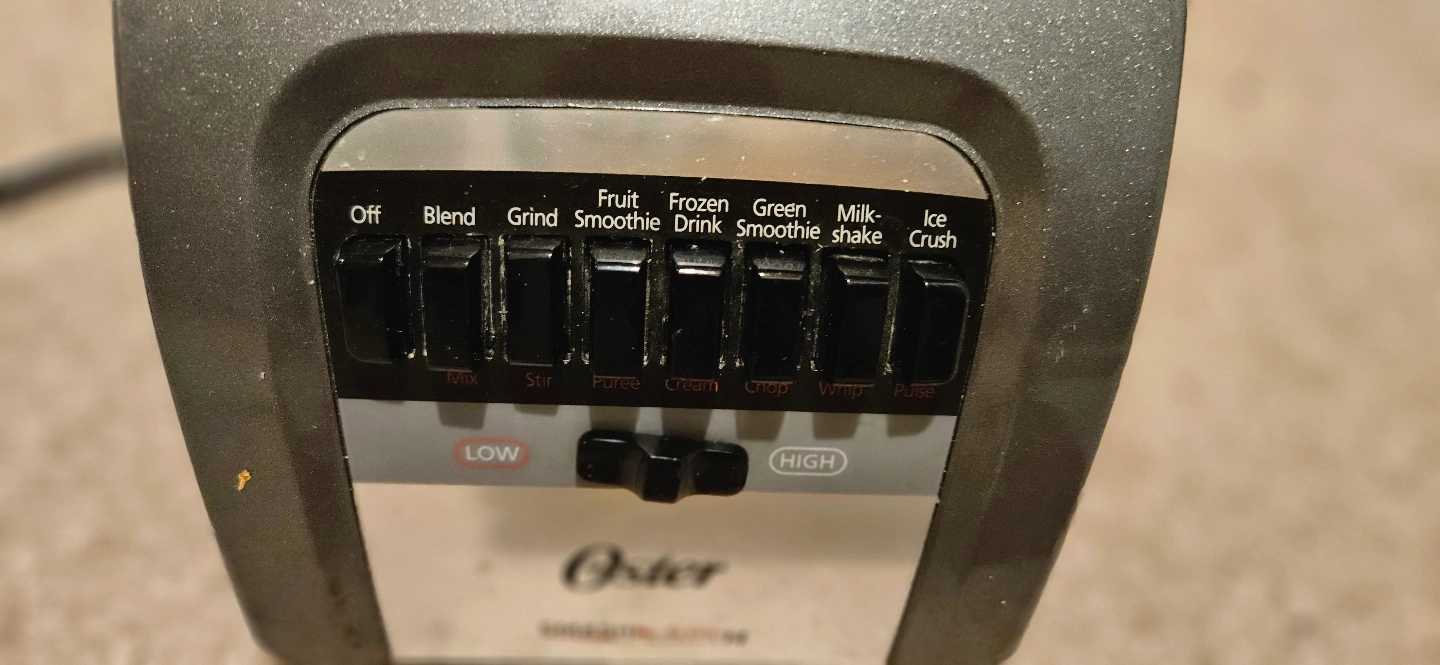 Off
Blend
Grind
Fruit
Smoothie
Frozen
Drink
Green
Smoothie
Milk-
shake
Ice
Crush
Mix
Stir
Puree
Cream
Chop
Whip
Pulse
LOW
HIGH
Oster